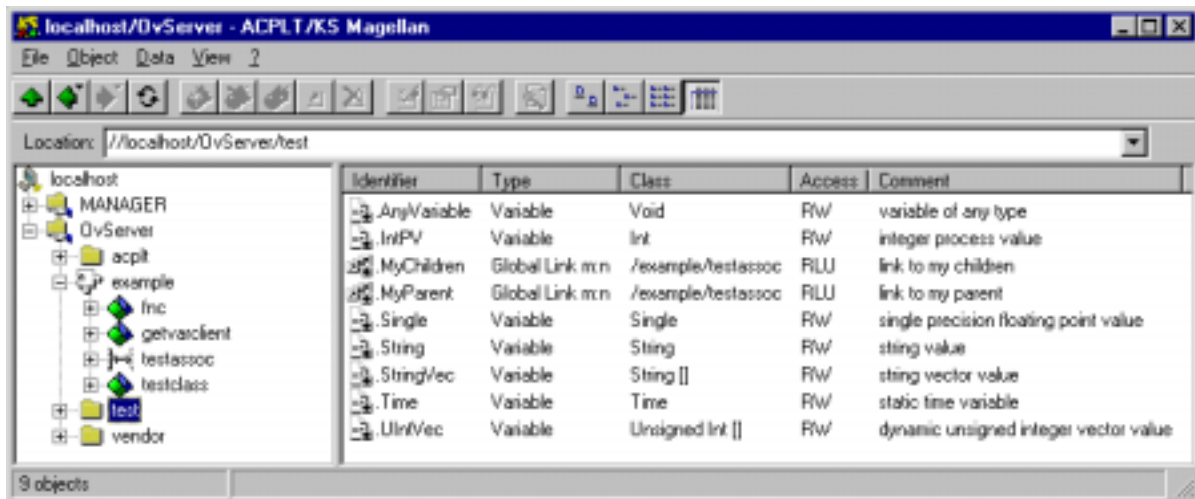 localhost/OvServer - ACPLT/KS Magellan
File Object Data View ?
Location: //localhost/OvServer/test
localhost
MANAGER
OvServer
acplt
example
fnc
getvarclient
testassoc
testclass
test
vendor
Identifier Type Class Access Comment
.AnyVariable Variable Void RW variable of any type
.IntPV Variable Int RW integer process value
.MyChildren Global Link m:n /example/testassoc RLU link to my children
.MyParent Global Link m:n /example/testassoc RLU link to my parent
.Single Variable Single RW single precision floating point value
.String Variable String RW string value
.StringVec Variable String [] RW string vector value
.Time Variable Time RW static time variable
.UIntVec Variable Unsigned Int [] RW dynamic unsigned integer vector value
9 objects